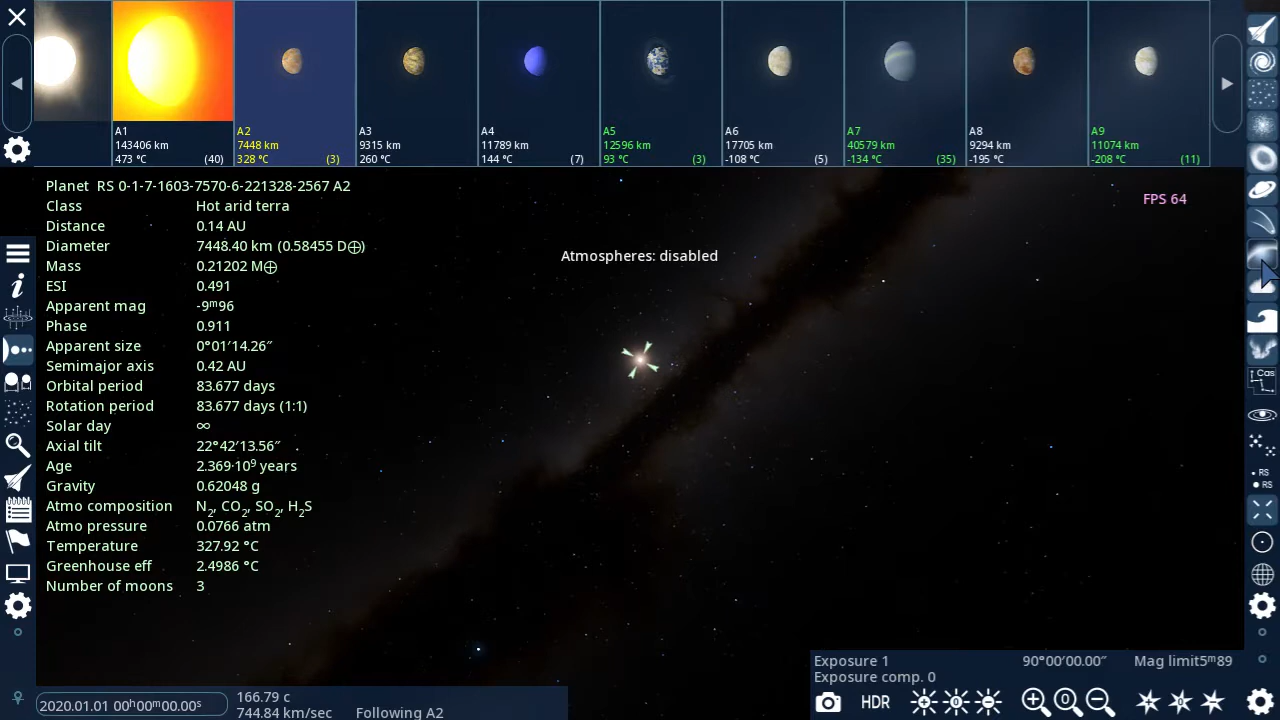 A1
143406 km
473 °C (40)
A2
7448 km
328 °C (3)
A3
9315 km
260 °C
A4
11789 km
144 °C (7)
A5
12596 km
93 °C (3)
A6
17705 km
-108 °C (5)
A7
40579 km
-134 °C (35)
A8
9294 km
-195 °C
A9
11074 km
-208 °C (11)
Planet RS 0-1-7-1603-7570-6-221328-2567 A2
Class Hot arid terra
Distance 0.14 AU
Diameter 7448.40 km (0.58455 D⊕)
Mass 0.21202 M⊕
ESI 0.491
Apparent mag -9ᵐ96
Phase 0.911
Apparent size 0°01′14.26″
Semimajor axis 0.42 AU
Orbital period 83.677 days
Rotation period 83.677 days (1:1)
Solar day ∞
Axial tilt 22°42′13.56″
Age 2.369·10⁹ years
Gravity 0.62048 g
Atmo composition N₂, CO₂, SO₂, H₂S
Atmo pressure 0.0766 atm
Temperature 327.92 °C
Greenhouse eff 2.4986 °C
Number of moons 3
FPS 64
Atmospheres: disabled
Cas
RS
RS
Exposure 1 90°00′00.00″ Mag limit5ᵐ89
Exposure comp. 0
HDR
2020.01.01 00ʰ00ᵐ00.00ˢ
166.79 c
744.84 km/sec Following A2